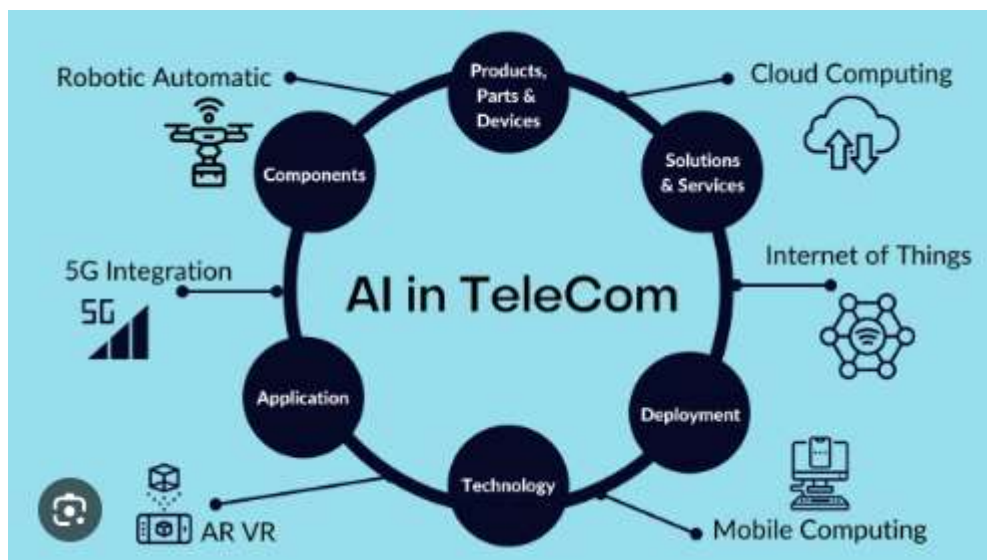 Robotic Automatic
Products,
Parts &
Devices
Cloud Computing
Components
Solutions
& Services
5G Integration
5G
AI in TeleCom
Internet of Things
Application
Deployment
Technology
AR VR
Mobile Computing